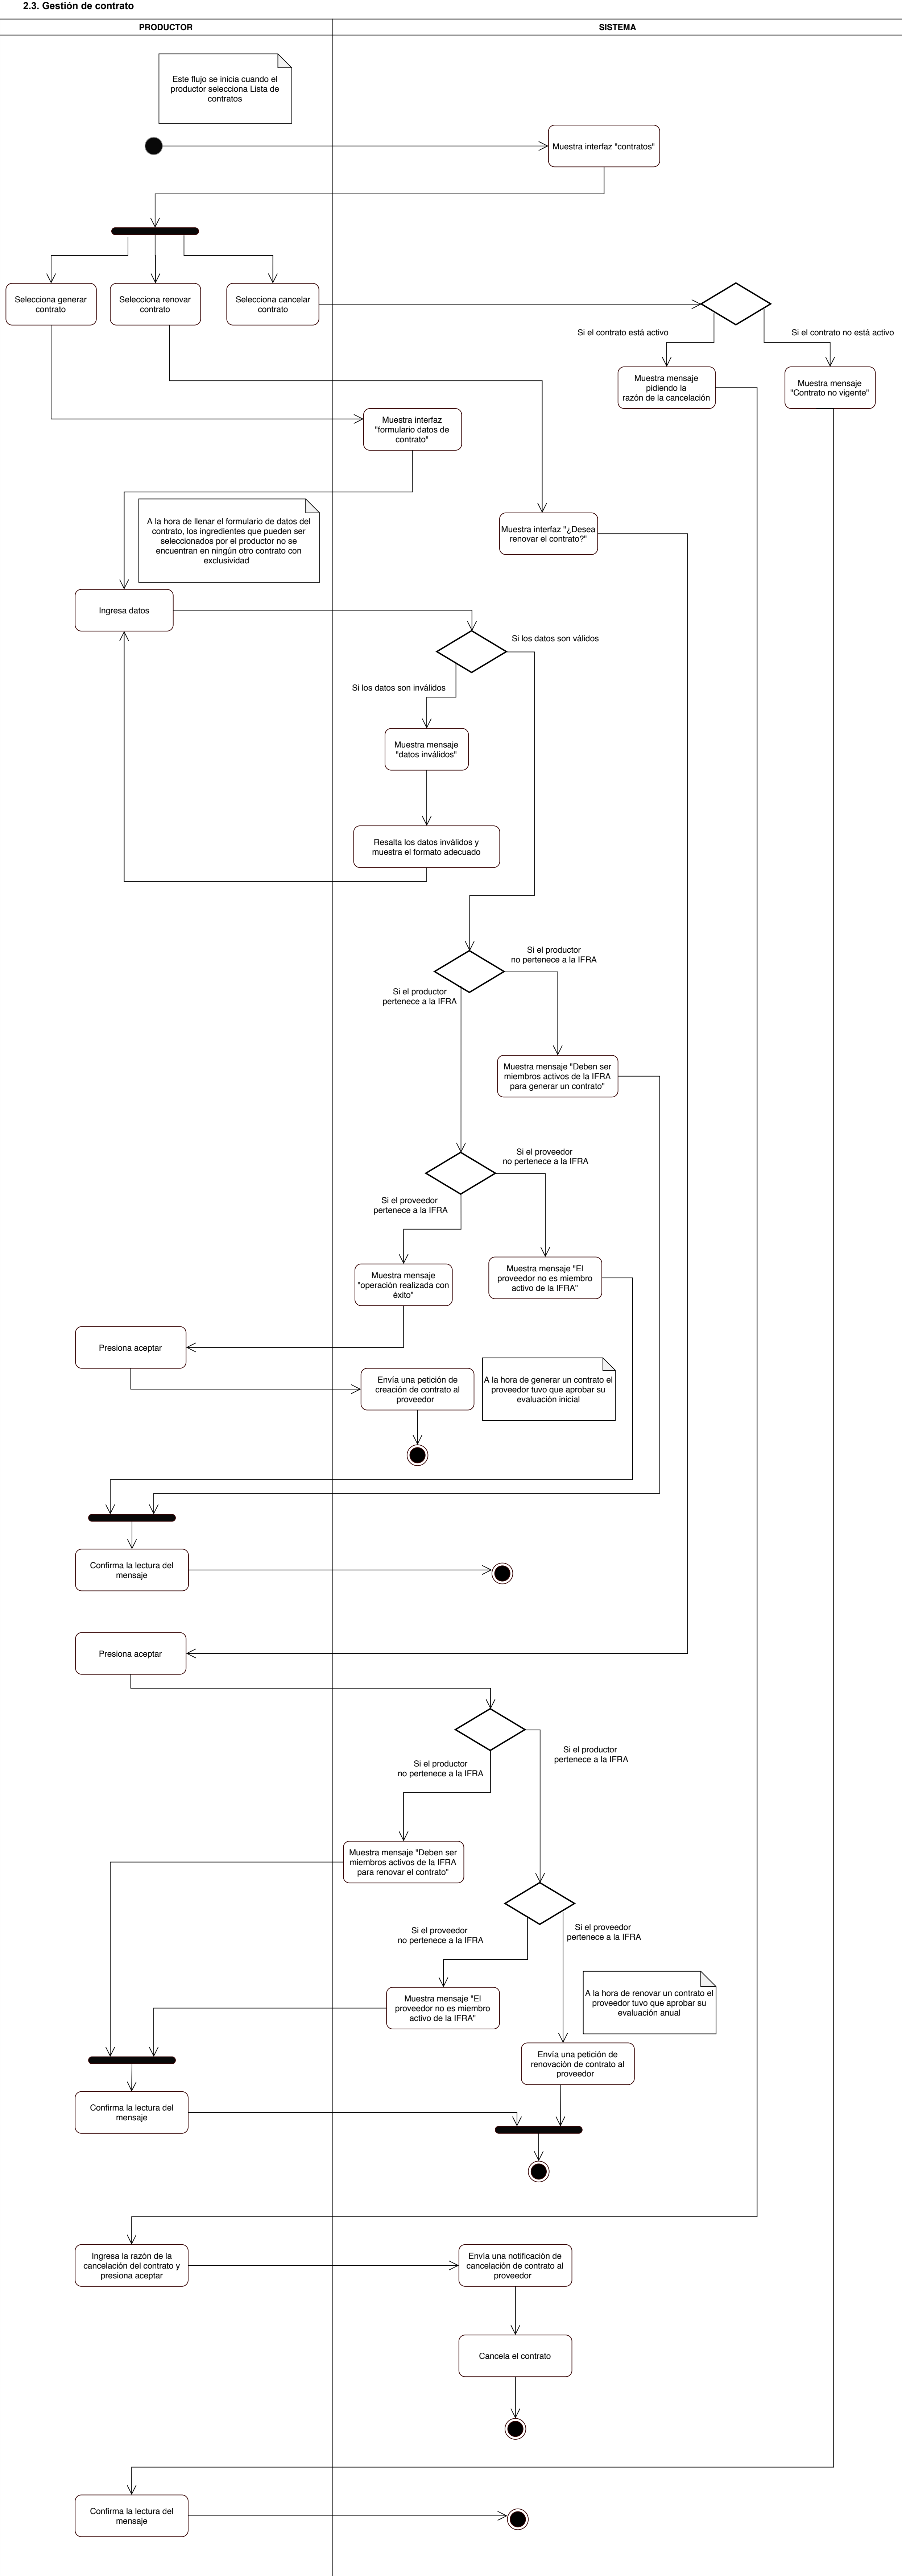 2.3. Gestión de contrato
PRODUCTOR
SISTEMA
Este flujo se inicia cuando el
productor selecciona Lista de
contratos
Muestra interfaz "contratos"
Selecciona generar
contrato
Selecciona renovar
contrato
Selecciona cancelar
contrato
Si el contrato está activo
Si el contrato no está activo
Muestra mensaje
pidiendo la
razón de la cancelación
Muestra mensaje
"Contrato no vigente"
Muestra interfaz
"formulario datos de
contrato"
A la hora de llenar el formulario de datos del
contrato, los ingredientes que pueden ser
seleccionados por el productor no se
encuentran en ningún otro contrato con
exclusividad
Muestra interfaz "¿Desea
renovar el contrato?"
Ingresa datos
Si los datos son válidos
Si los datos son inválidos
Muestra mensaje
"datos inválidos"
Resalta los datos inválidos y
muestra el formato adecuado
Si el productor
no pertenece a la IFRA
Si el productor
pertenece a la IFRA
Muestra mensaje "Deben ser
miembros activos de la IFRA
para generar un contrato"
Si el proveedor
no pertenece a la IFRA
Si el proveedor
pertenece a la IFRA
Muestra mensaje
"operación realizada con
éxito"
Muestra mensaje "El
proveedor no es miembro
activo de la IFRA"
Presiona aceptar
Envía una petición de
creación de contrato al
proveedor
A la hora de generar un contrato el
proveedor tuvo que aprobar su
evaluación inicial
Confirma la lectura del
mensaje
Presiona aceptar
Si el productor
pertenece a la IFRA
Si el productor
no pertenece a la IFRA
Muestra mensaje "Deben ser
miembros activos de la IFRA
para renovar el contrato"
Si el proveedor
no pertenece a la IFRA
Si el proveedor
pertenece a la IFRA
Muestra mensaje "El
proveedor no es miembro
activo de la IFRA"
A la hora de renovar un contrato el
proveedor tuvo que aprobar su
evaluación anual
Envía una petición de
renovación de contrato al
proveedor
Confirma la lectura del
mensaje
Ingresa la razón de la
cancelación del contrato y
presiona aceptar
Envía una notificación de
cancelación de contrato al
proveedor
Cancela el contrato
Confirma la lectura del
mensaje